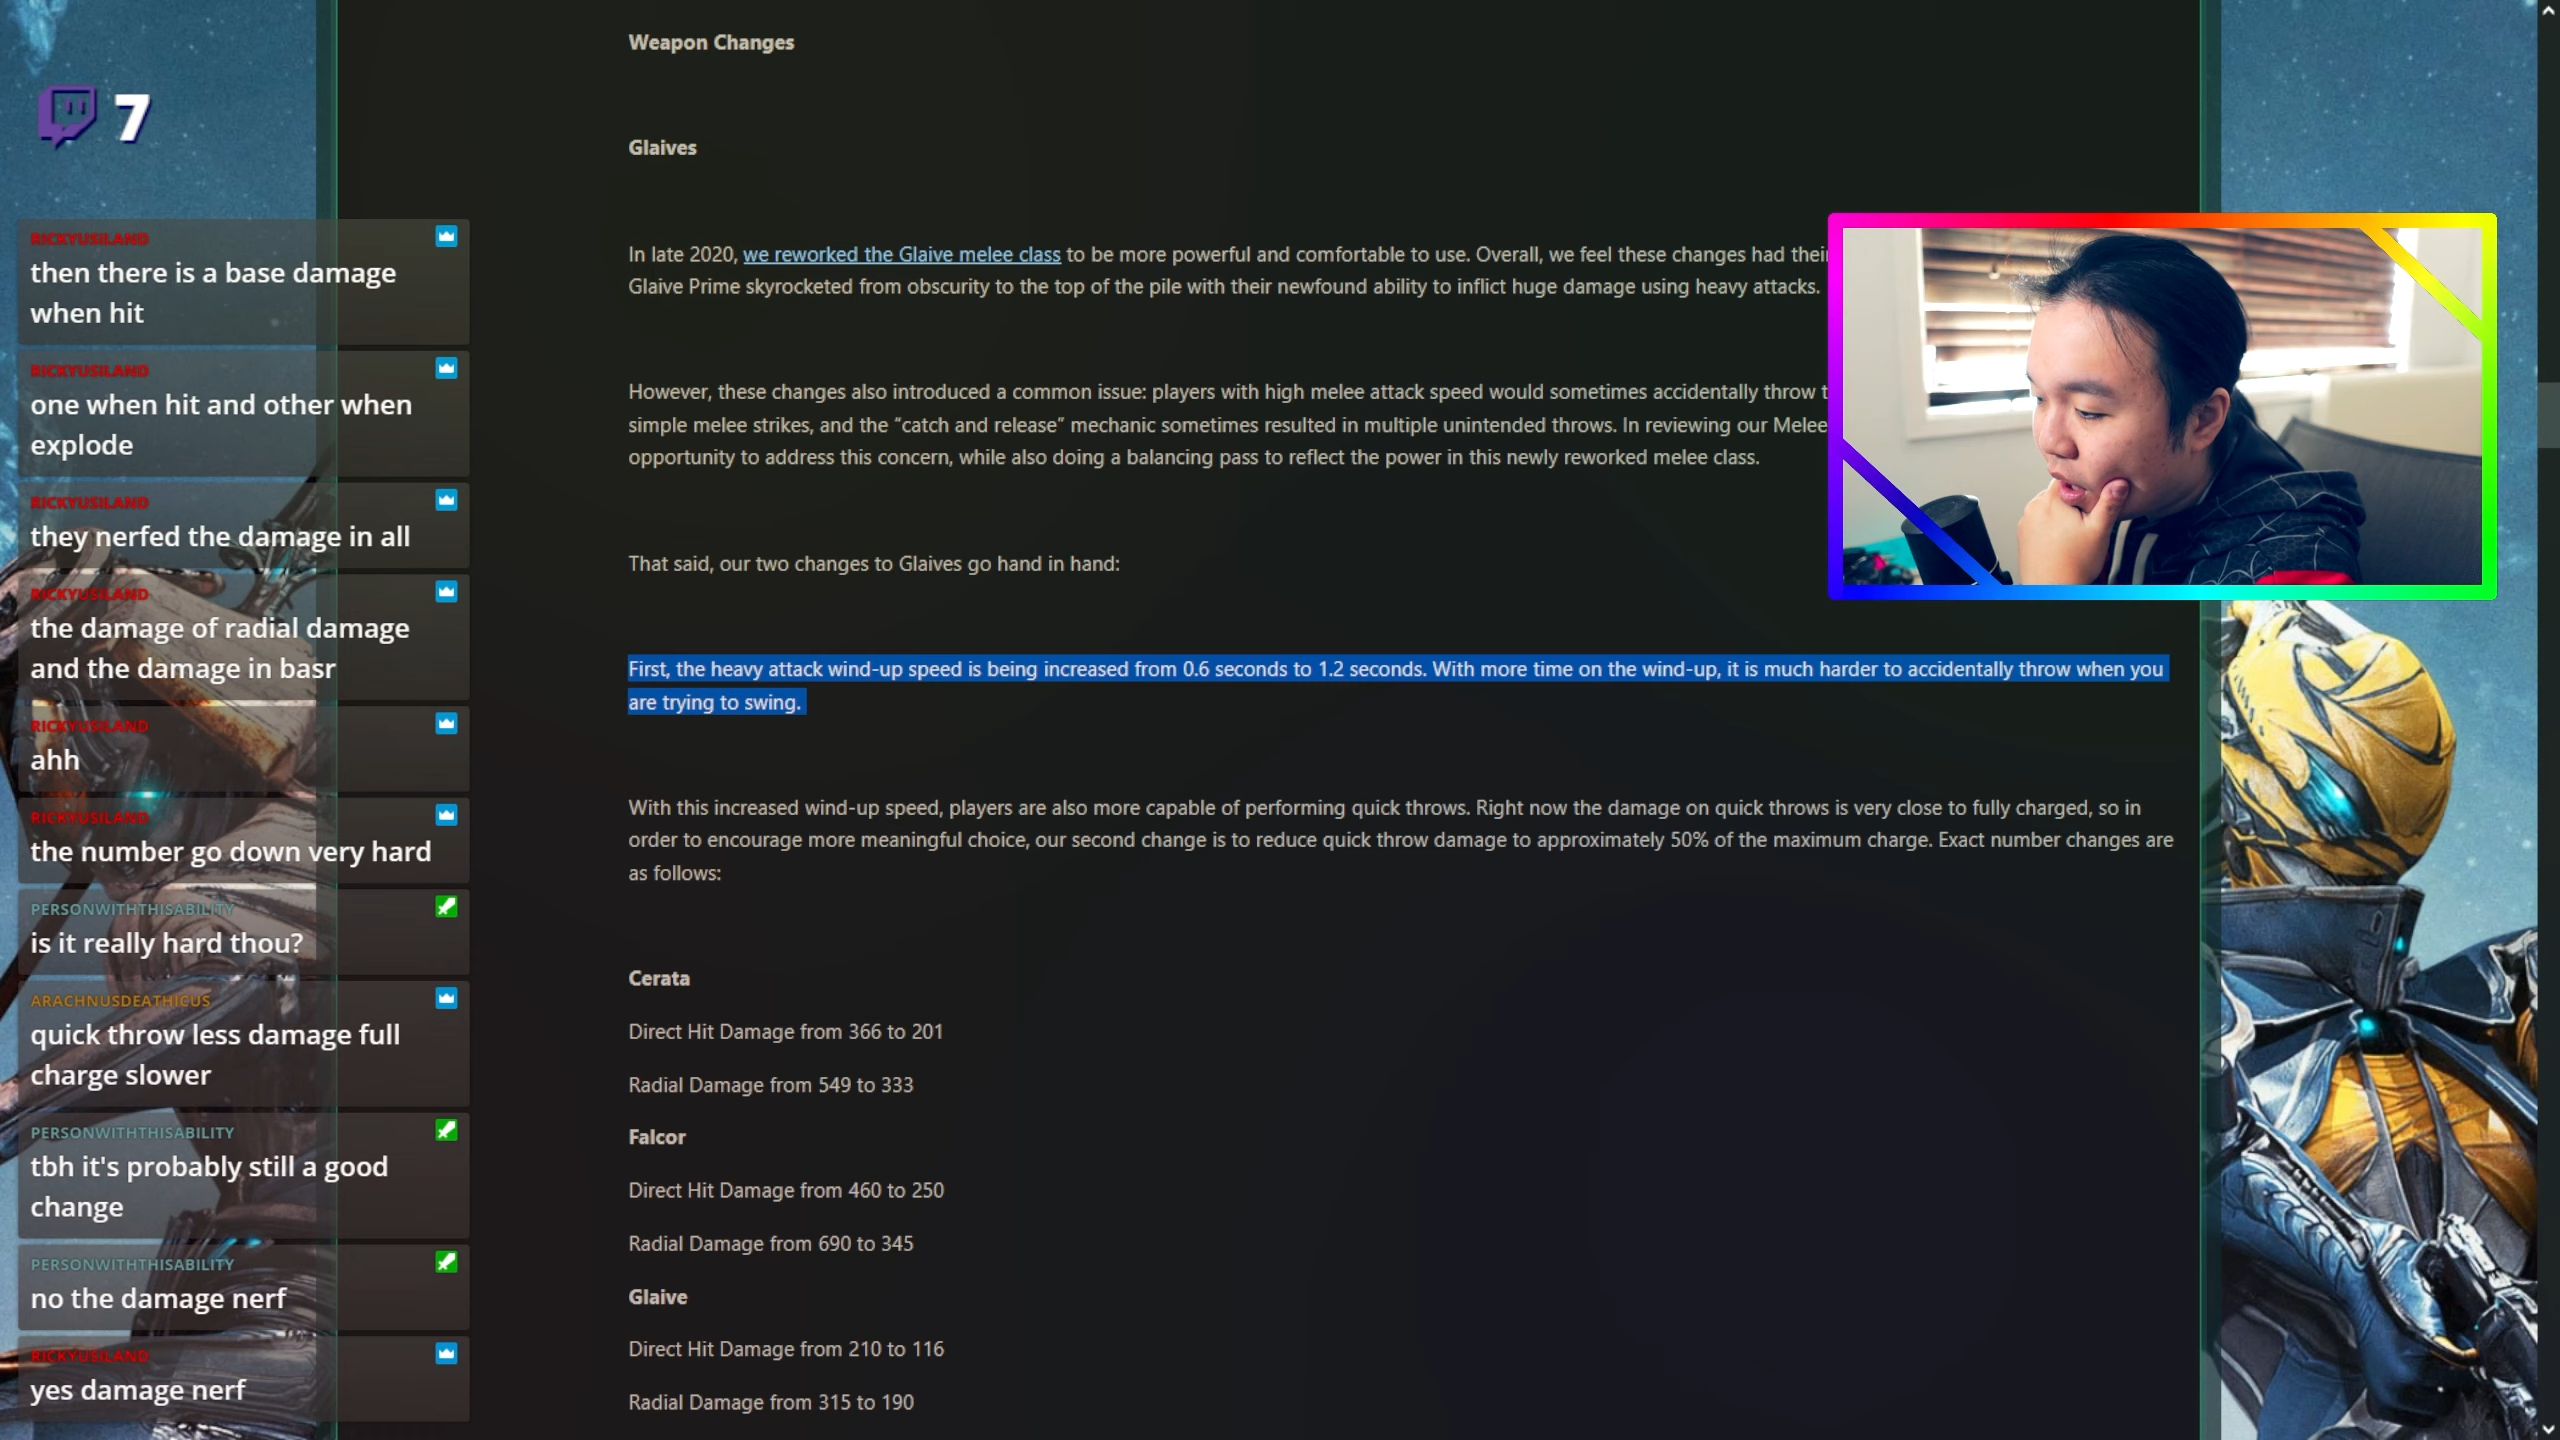 7
RICKYUSILAND
then there is a base damage
when hit
RICKYUSILAND
one when hit and other when
explode
RICKYUSILAND
they nerfed the damage in all
RICKYUSILAND
the damage of radial damage
and the damage in basr
RICKYUSILAND
ahh
RICKYUSILAND
the number go down very hard
PERSONWITHTHISABILITY
is it really hard thou?
ARACHNUSDEATHICUS
quick throw less damage full
charge slower
PERSONWITHTHISABILITY
tbh it's probably still a good
change
PERSONWITHTHISABILITY
no the damage nerf
RICKYUSILAND
yes damage nerf
Weapon Changes
Glaives
In late 2020, we reworked the Glaive melee class to be more powerful and comfortable to use. Overall, we feel these changes had their
Glaive Prime skyrocketed from obscurity to the top of the pile with their newfound ability to inflict huge damage using heavy attacks.
However, these changes also introduced a common issue: players with high melee attack speed would sometimes accidentally throw t
simple melee strikes, and the “catch and release” mechanic sometimes resulted in multiple unintended throws. In reviewing our Melee
opportunity to address this concern, while also doing a balancing pass to reflect the power in this newly reworked melee class.
That said, our two changes to Glaives go hand in hand:
First, the heavy attack wind-up speed is being increased from 0.6 seconds to 1.2 seconds. With more time on the wind-up, it is much harder to accidentally throw when you
are trying to swing.
With this increased wind-up speed, players are also more capable of performing quick throws. Right now the damage on quick throws is very close to fully charged, so in
order to encourage more meaningful choice, our second change is to reduce quick throw damage to approximately 50% of the maximum charge. Exact number changes are
as follows:
Cerata
Direct Hit Damage from 366 to 201
Radial Damage from 549 to 333
Falcor
Direct Hit Damage from 460 to 250
Radial Damage from 690 to 345
Glaive
Direct Hit Damage from 210 to 116
Radial Damage from 315 to 190